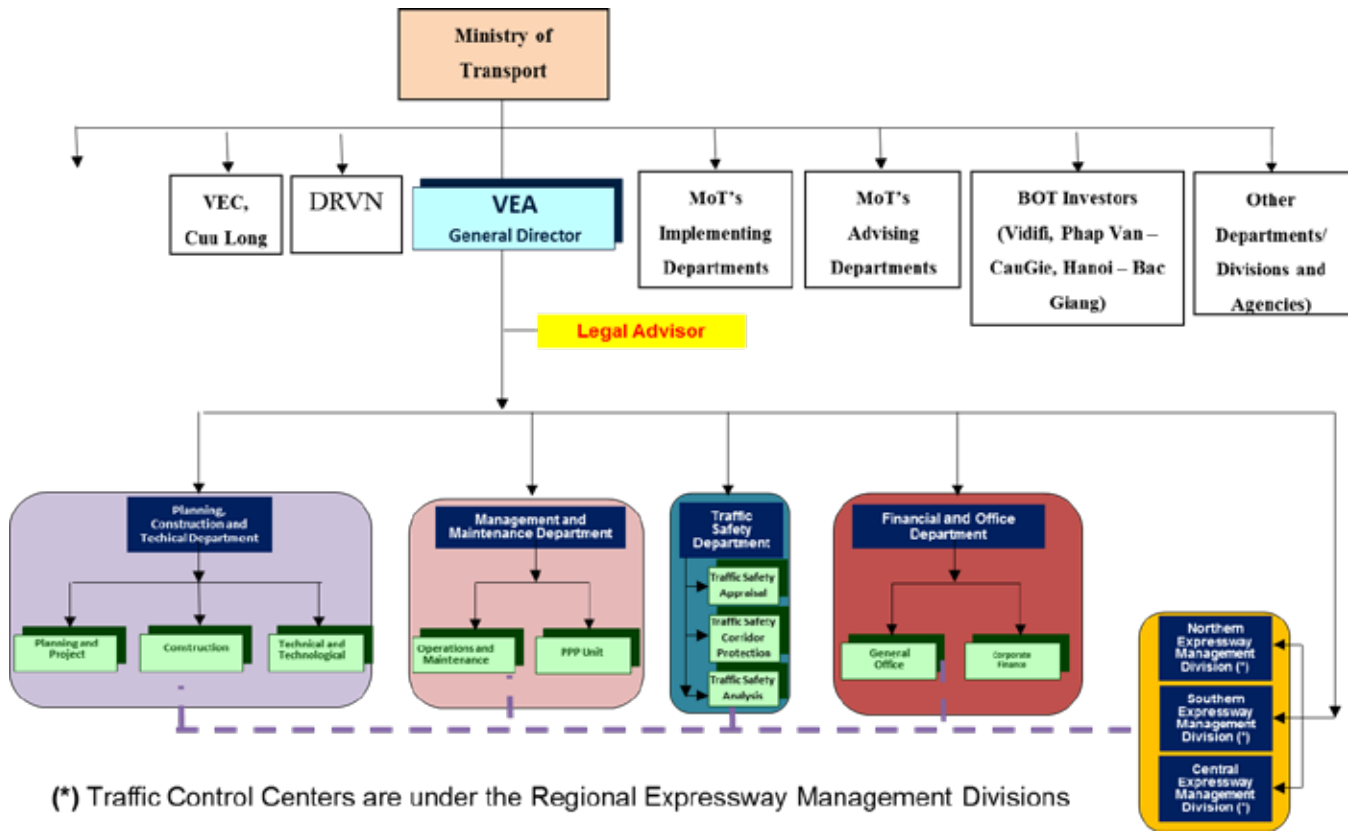 Ministry of
Transport
VEC,
Cuu Long
DRVN
VEA
General Director
MoT's
Implementing
Departments
MoT's
Advising
Departments
BOT Investors
(Vidifi, Phap Van –
CauGie, Hanoi – Bac
Giang)
Other
Departments/
Divisions and
Agencies)
Legal Advisor
Planning,
Construction and
Techical Department
Planning and
Project
Construction
Technical and
Technological
Management and
Maintenance Department
Operations and
Maintenance
PPP Unit
Traffic
Safety
Department
Traffic Safety
Appraisal
Traffic Safety
Corridor
Protection
Traffic Safety
Analysis
Financial and Office
Department
General
Office
Corporate
Finance
Northern
Expressway
Management
Division (*)
Southern
Expressway
Management
Division (*)
Central
Expressway
Management
Division (*)
(*) Traffic Control Centers are under the Regional Expressway Management Divisions